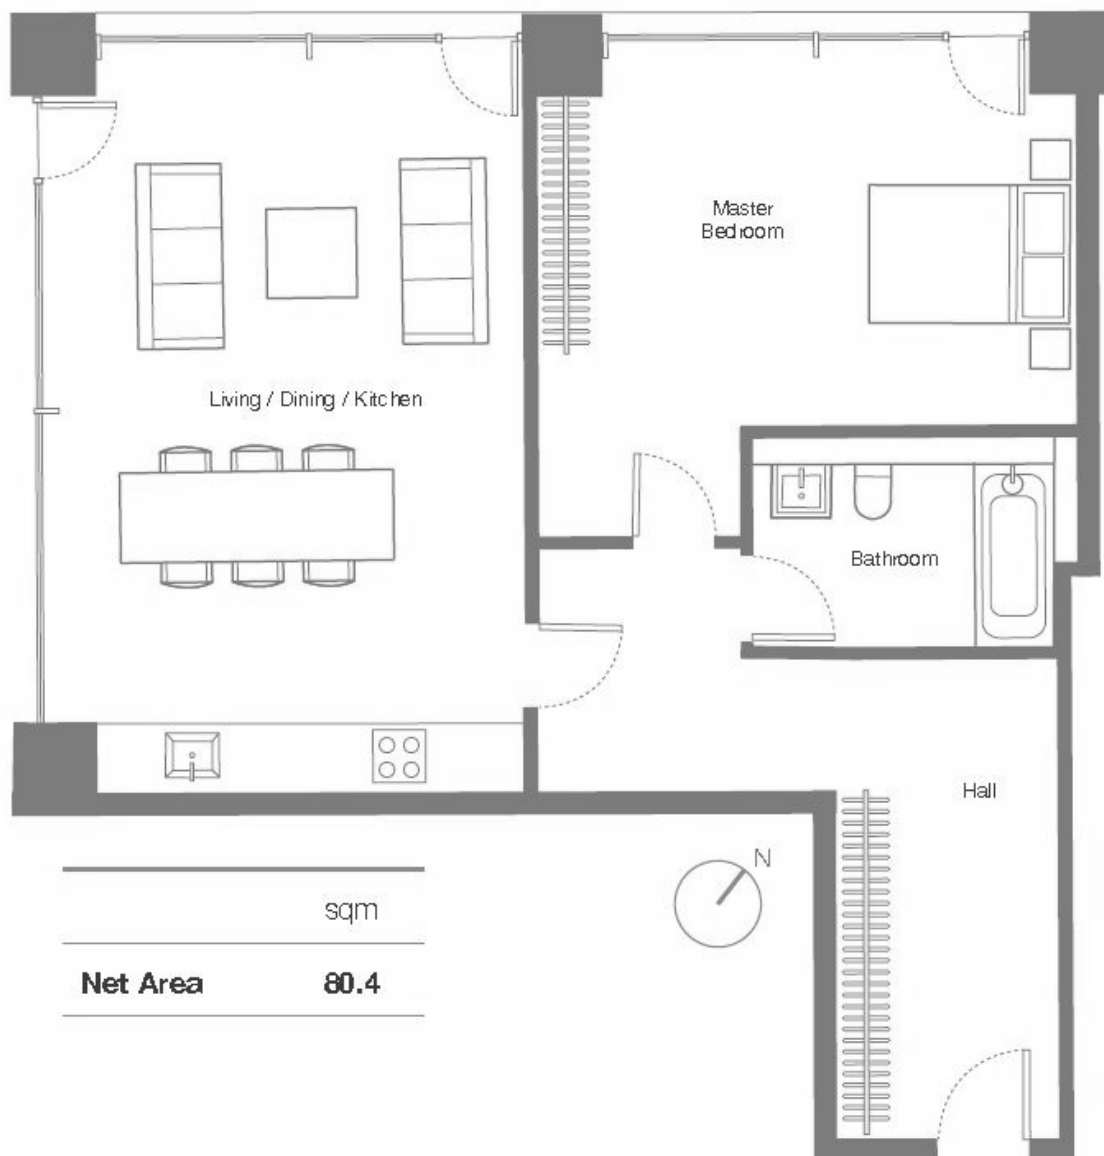 Master
Bedroom
Living / Dining / Kitchen
Bathroom
Hall
N
sqm
Net Area 80.4